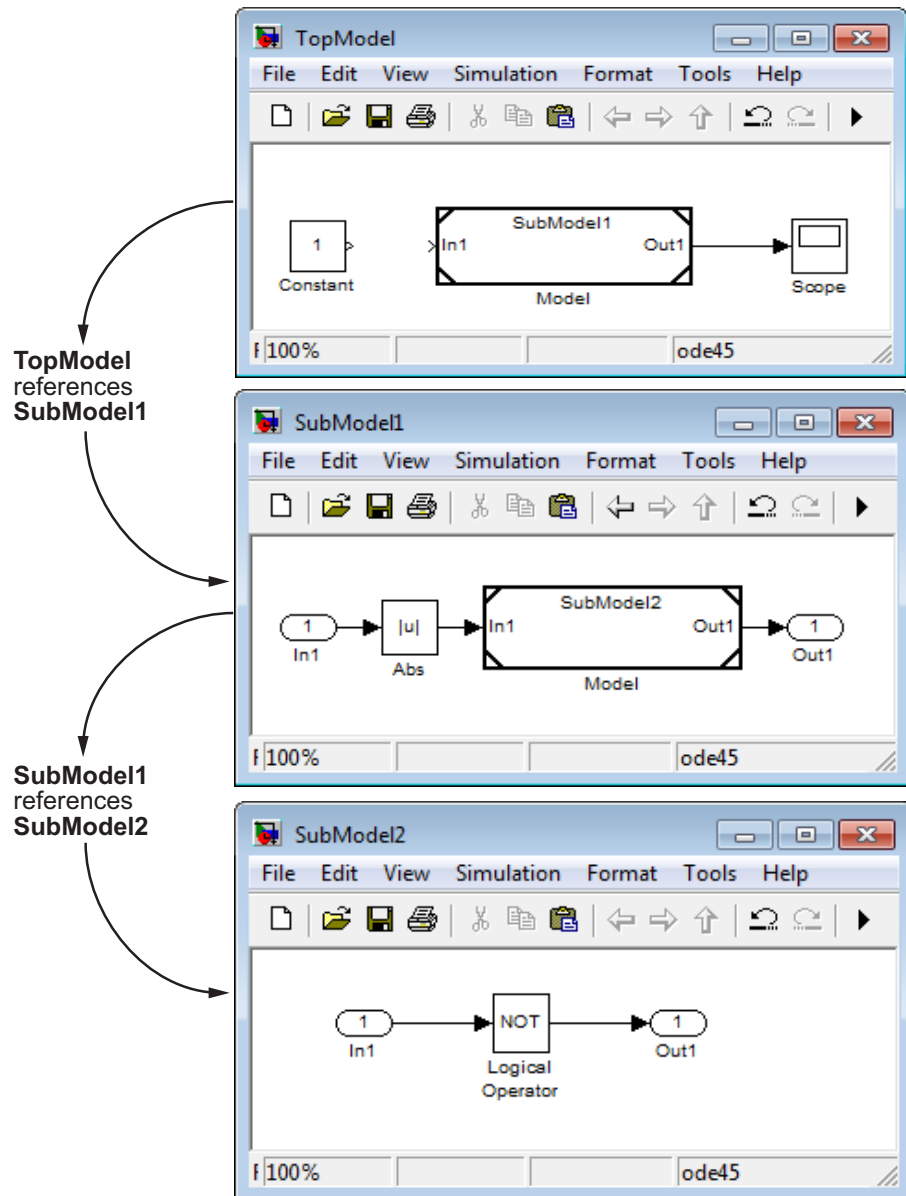 TopModel
File Edit View Simulation Format Tools Help
SubModel1
1
In1
Out1
Constant
Model
Scope
100%
ode45
TopModel
references
SubModel1
SubModel1
File Edit View Simulation Format Tools Help
SubModel2
1
|u|
In1
Out1
1
In1
Abs
Out1
Model
100%
ode45
SubModel1
references
SubModel2
SubModel2
File Edit View Simulation Format Tools Help
1
NOT
1
In1
Out1
Logical
Operator
100%
ode45